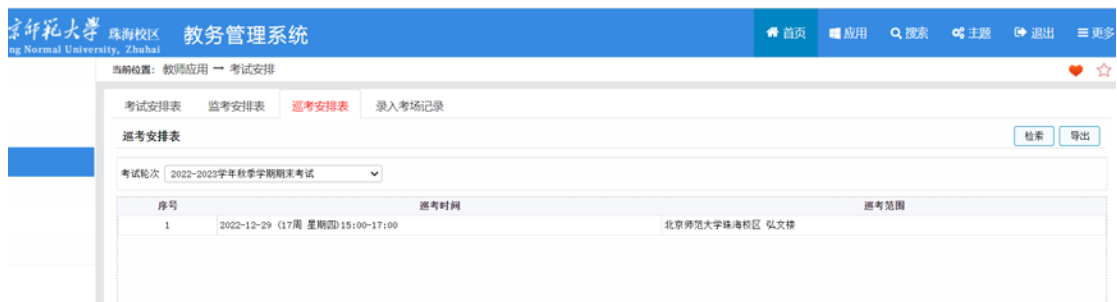 京师范大学 珠海校区 教务管理系统
ng Normal University, Zhuhai
首页 应用 搜索 主题 退出 更多
当前位置: 教师应用 → 考试安排
考试安排表 监考安排表 巡考安排表 录入考场记录
巡考安排表 检索 导出
考试轮次 2022-2023学年秋季学期期末考试
序号 巡考时间 巡考范围
1 2022-12-29 (17周 星期四)15:00-17:00 北京师范大学珠海校区 弘文楼